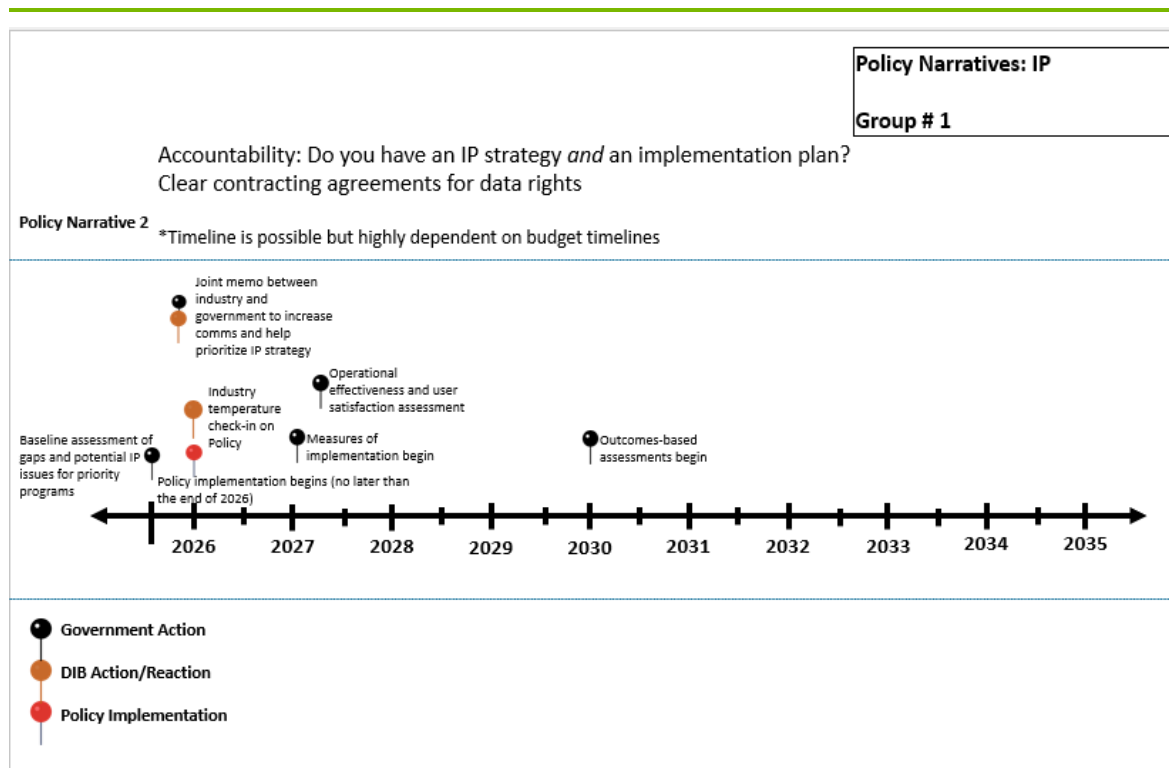 Policy Narratives: IP
Group # 1
Accountability: Do you have an IP strategy and an implementation plan?
Clear contracting agreements for data rights
Policy Narrative 2
*Timeline is possible but highly dependent on budget timelines
Joint memo between
industry and
government to increase
comms and help
prioritize IP strategy
Operational
effectiveness and user
satisfaction assessment
Industry
temperature
check-in on
Policy
Baseline assessment of
gaps and potential IP
issues for priority
programs
Measures of
implementation begin
Outcomes-based
assessments begin
Policy implementation begins (no later than
the end of 2026)
2026
2027
2028
2029
2030
2031
2032
2033
2034
2035
Government Action
DIB Action/Reaction
Policy Implementation